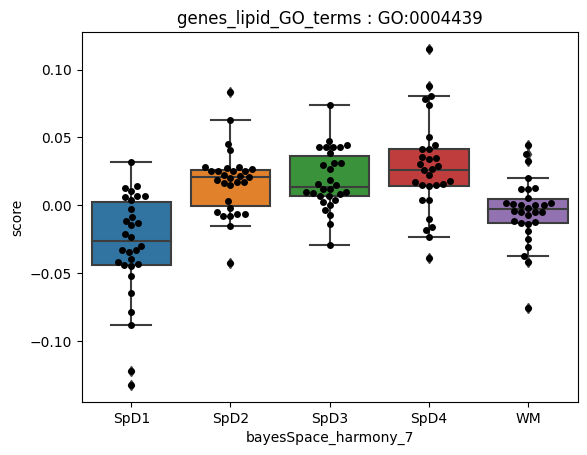 genes_lipid_GO_terms : GO:0004439
0.10
0.05
0.00
−0.05
−0.10
score
SpD1 SpD2 SpD3 SpD4 WM
bayesSpace_harmony_7